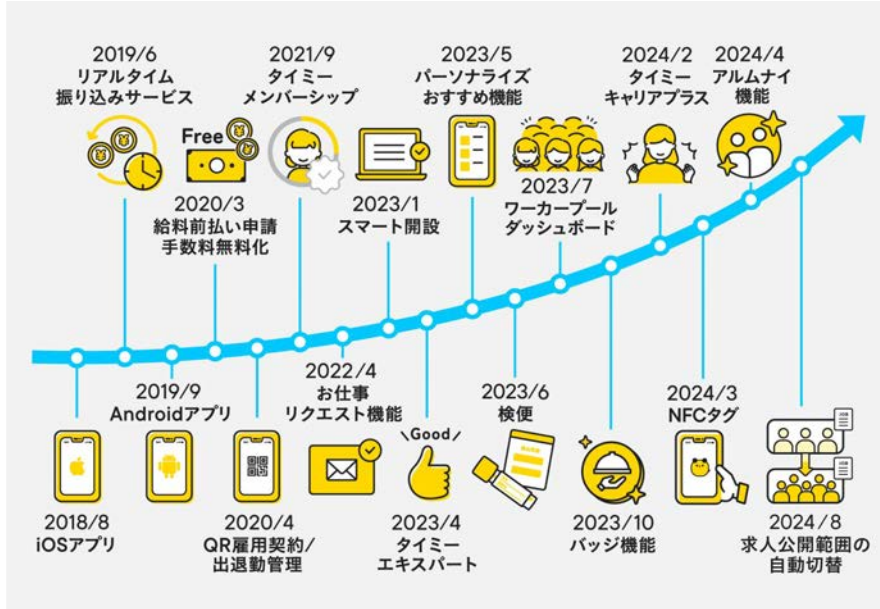 2019/6
リアルタイム
振り込みサービス
2021/9
タイミー
メンバーシップ
2023/5
パーソナライズ
おすすめ機能
2024/2
タイミー
キャリアプラス
2024/4
アルムナイ
機能
Free
2020/3
給料前払い申請
手数料無料化
2023/1
スマート開設
2023/7
ワーカープール
ダッシュボード
2019/9
Androidアプリ
2022/4
お仕事
リクエスト機能
2023/6
検便
2024/3
NFCタグ
\Good/
2018/8
iOSアプリ
2020/4
QR雇用契約/
出退勤管理
2023/4
タイミー
エキスパート
2023/10
バッジ機能
2024/8
求人公開範囲の
自動切替